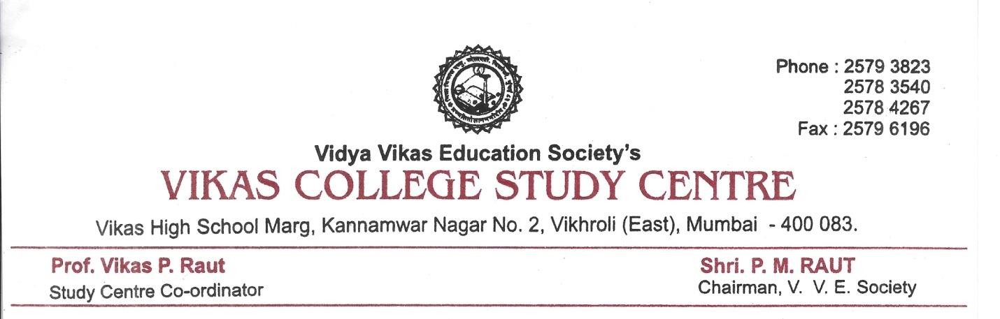 Phone : 2579 3823
2578 3540
2578 4267
Fax : 2579 6196
Vidya Vikas Education Society's
VIKAS COLLEGE STUDY CENTRE
Vikas High School Marg, Kannamwar Nagar No. 2, Vikhroli (East), Mumbai - 400 083.
Prof. Vikas P. Raut
Shri. P. M. RAUT
Study Centre Co-ordinator
Chairman, V. V. E. Society